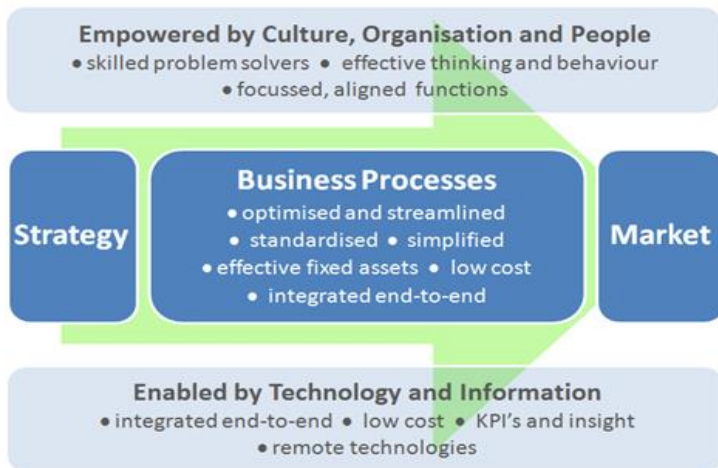 Empowered by Culture, Organisation and People
• skilled problem solvers • effective thinking and behaviour
• focussed, aligned functions
Strategy
Business Processes
• optimised and streamlined
• standardised • simplified
• effective fixed assets • low cost
• integrated end-to-end
Market
Enabled by Technology and Information
• integrated end-to-end • low cost • KPI's and insight
• remote technologies